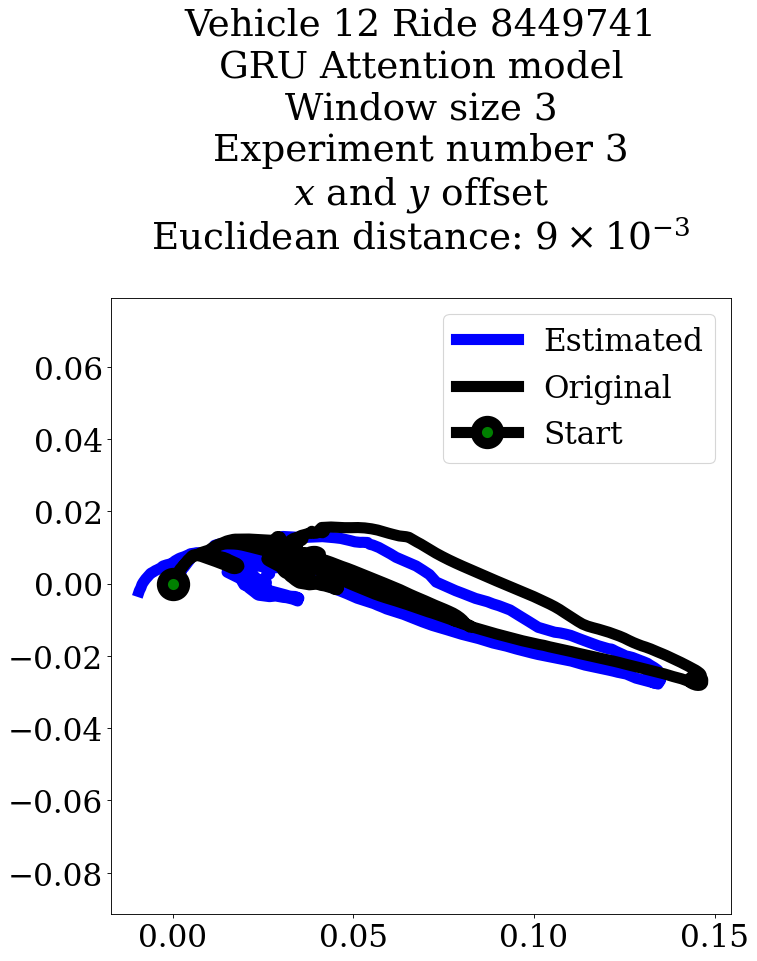 Vehicle 12 Ride 8449741
GRU Attention model
Window size 3
Experiment number 3
x and y offset
Euclidean distance: 9 × 10⁻³
Estimated
Original
Start
0.06
0.04
0.02
0.00
−0.02
−0.04
−0.06
−0.08
0.00 0.05 0.10 0.15